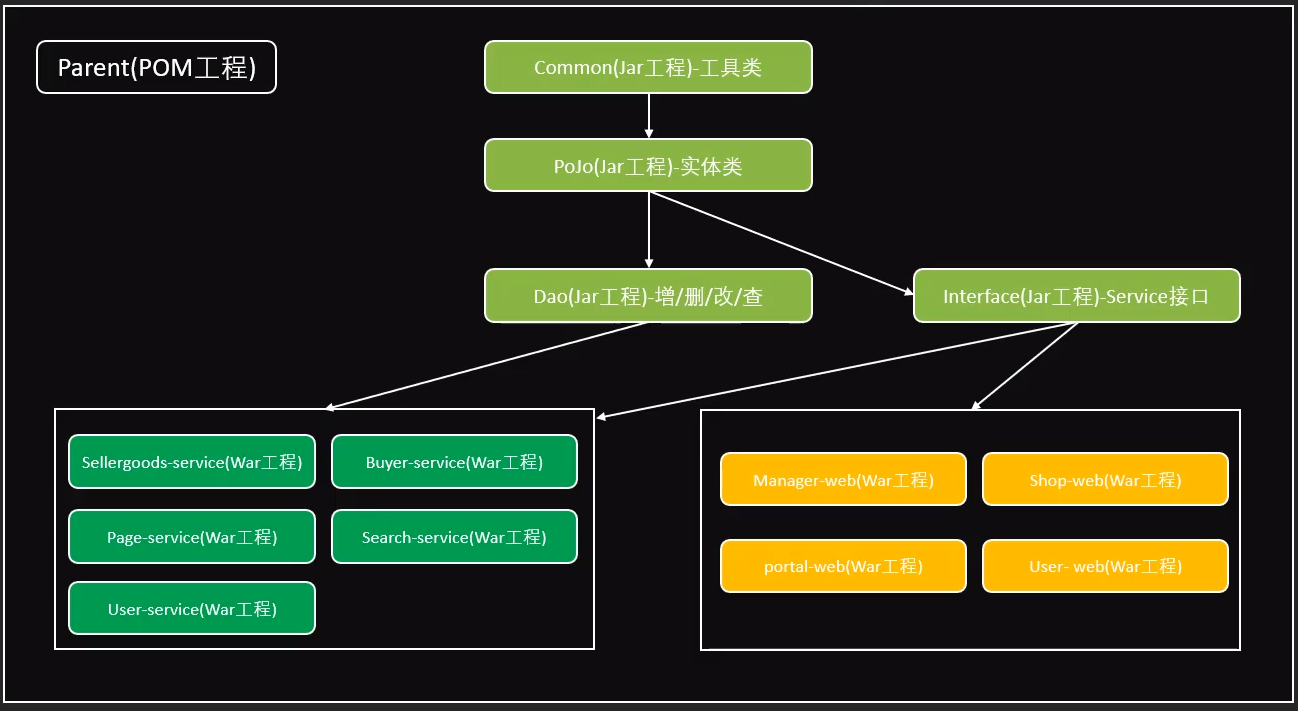 Parent(POM工程)
Common(Jar工程)-工具类
PoJo(Jar工程)-实体类
Dao(Jar工程)-增/删/改/查
Interface(Jar工程)-Service接口
Sellergoods-service(War工程)
Buyer-service(War工程)
Page-service(War工程)
Search-service(War工程)
User-service(War工程)
Manager-web(War工程)
Shop-web(War工程)
portal-web(War工程)
User- web(War工程)